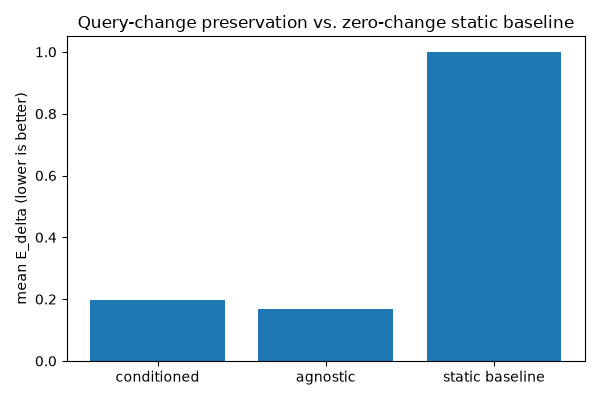 Query-change preservation vs. zero-change static baseline
mean E_delta (lower is better)
1.0
0.8
0.6
0.4
0.2
0.0
conditioned
agnostic
static baseline